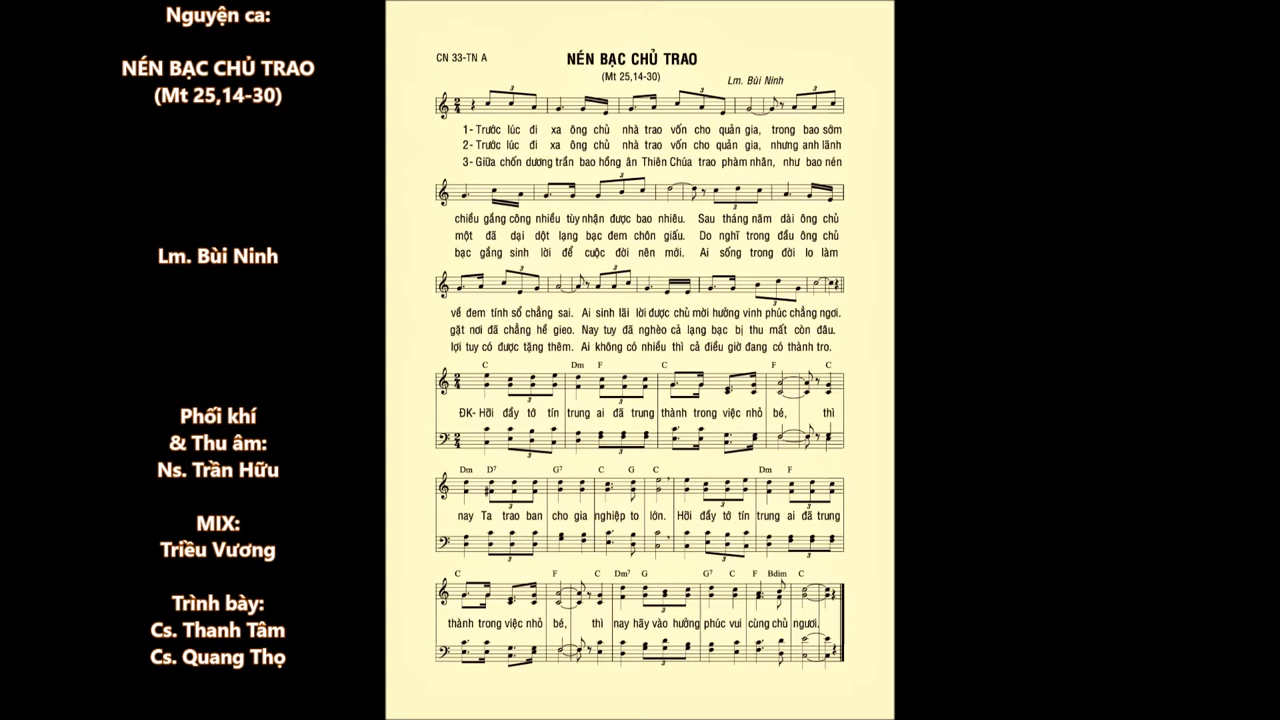 Nguyện ca:
NÉN BẠC CHỦ TRAO
(Mt 25,14-30)
Lm. Bùi Ninh
Phối khí
& Thu âm:
Ns. Trần Hữu
MIX:
Triều Vương
Trình bày:
Cs. Thanh Tâm
Cs. Quang Thọ
CN 33-TN A
NÉN BẠC CHỦ TRAO
(Mt 25,14-30)
Lm. Bùi Ninh
1- Trước lúc đi xa ông chủ nhà trao vốn cho quản gia, trong bao sớm
2- Trước lúc đi xa ông chủ nhà trao vốn cho quản gia, nhưng anh lãnh
3- Giữa chốn dương trần bao hồng ân Thiên Chúa trao phàm nhân, như bao nén
chiều gắng công nhiều tùy nhận được bao nhiêu. Sau tháng năm dài ông chủ
một đã dại dột lạng bạc đem chôn giấu. Do nghĩ trong đầu ông chủ
bạc gắng sinh lời để cuộc đời nên mới. Ai sống trong đời lo làm
về đem tính sổ chẳng sai. Ai sinh lãi lời được chủ mời hưởng vinh phúc chẳng ngơi.
gặt nơi đã chẳng hề gieo. Nay tuy đã nghèo cả lạng bạc bị thu mất còn đâu.
lợi tuy có được tặng thêm. Ai không có nhiều thì cả điều giờ đang có thành tro.
C Dm F C F C
ĐK- Hỡi đầy tớ tín trung ai đã trung thành trong việc nhỏ bé, thì
Dm D7 G7 C G C Dm F
nay Ta trao ban cho gia nghiệp to lớn. Hỡi đầy tớ tín trung ai đã trung
C F C Dm7 G G7 C F Bdim C
thành trong việc nhỏ bé, thì nay hãy vào hưởng phúc vui cùng chủ ngươi.